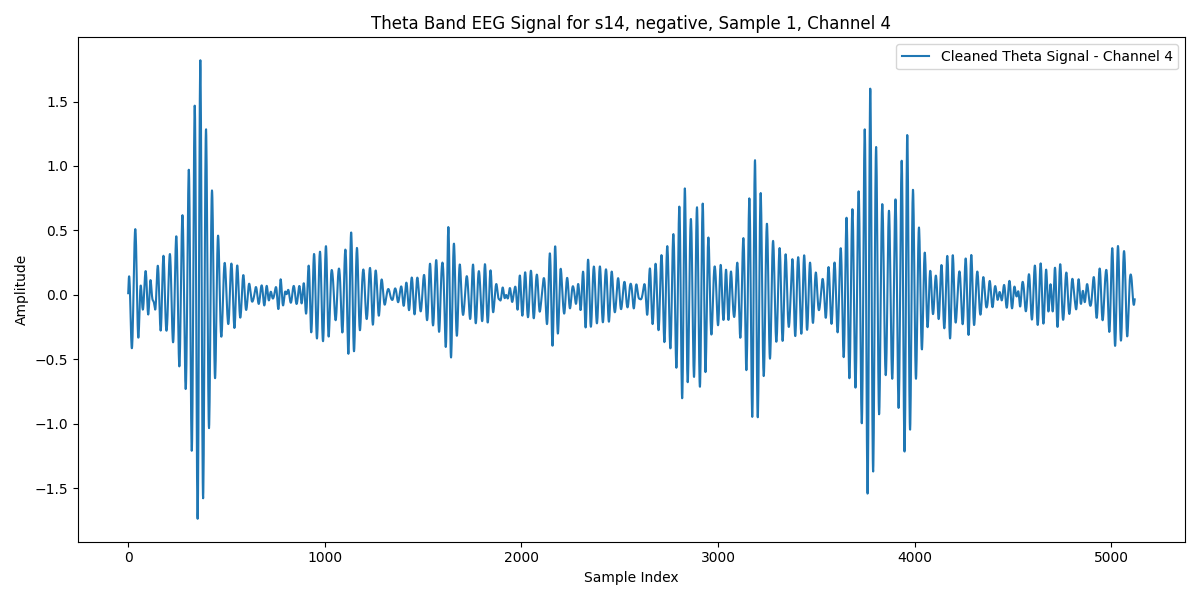 Theta Band EEG Signal for s14, negative, Sample 1, Channel 4
Cleaned Theta Signal - Channel 4
Amplitude
1.5
1.0
0.5
0.0
−0.5
−1.0
−1.5
0 1000 2000 3000 4000 5000
Sample Index